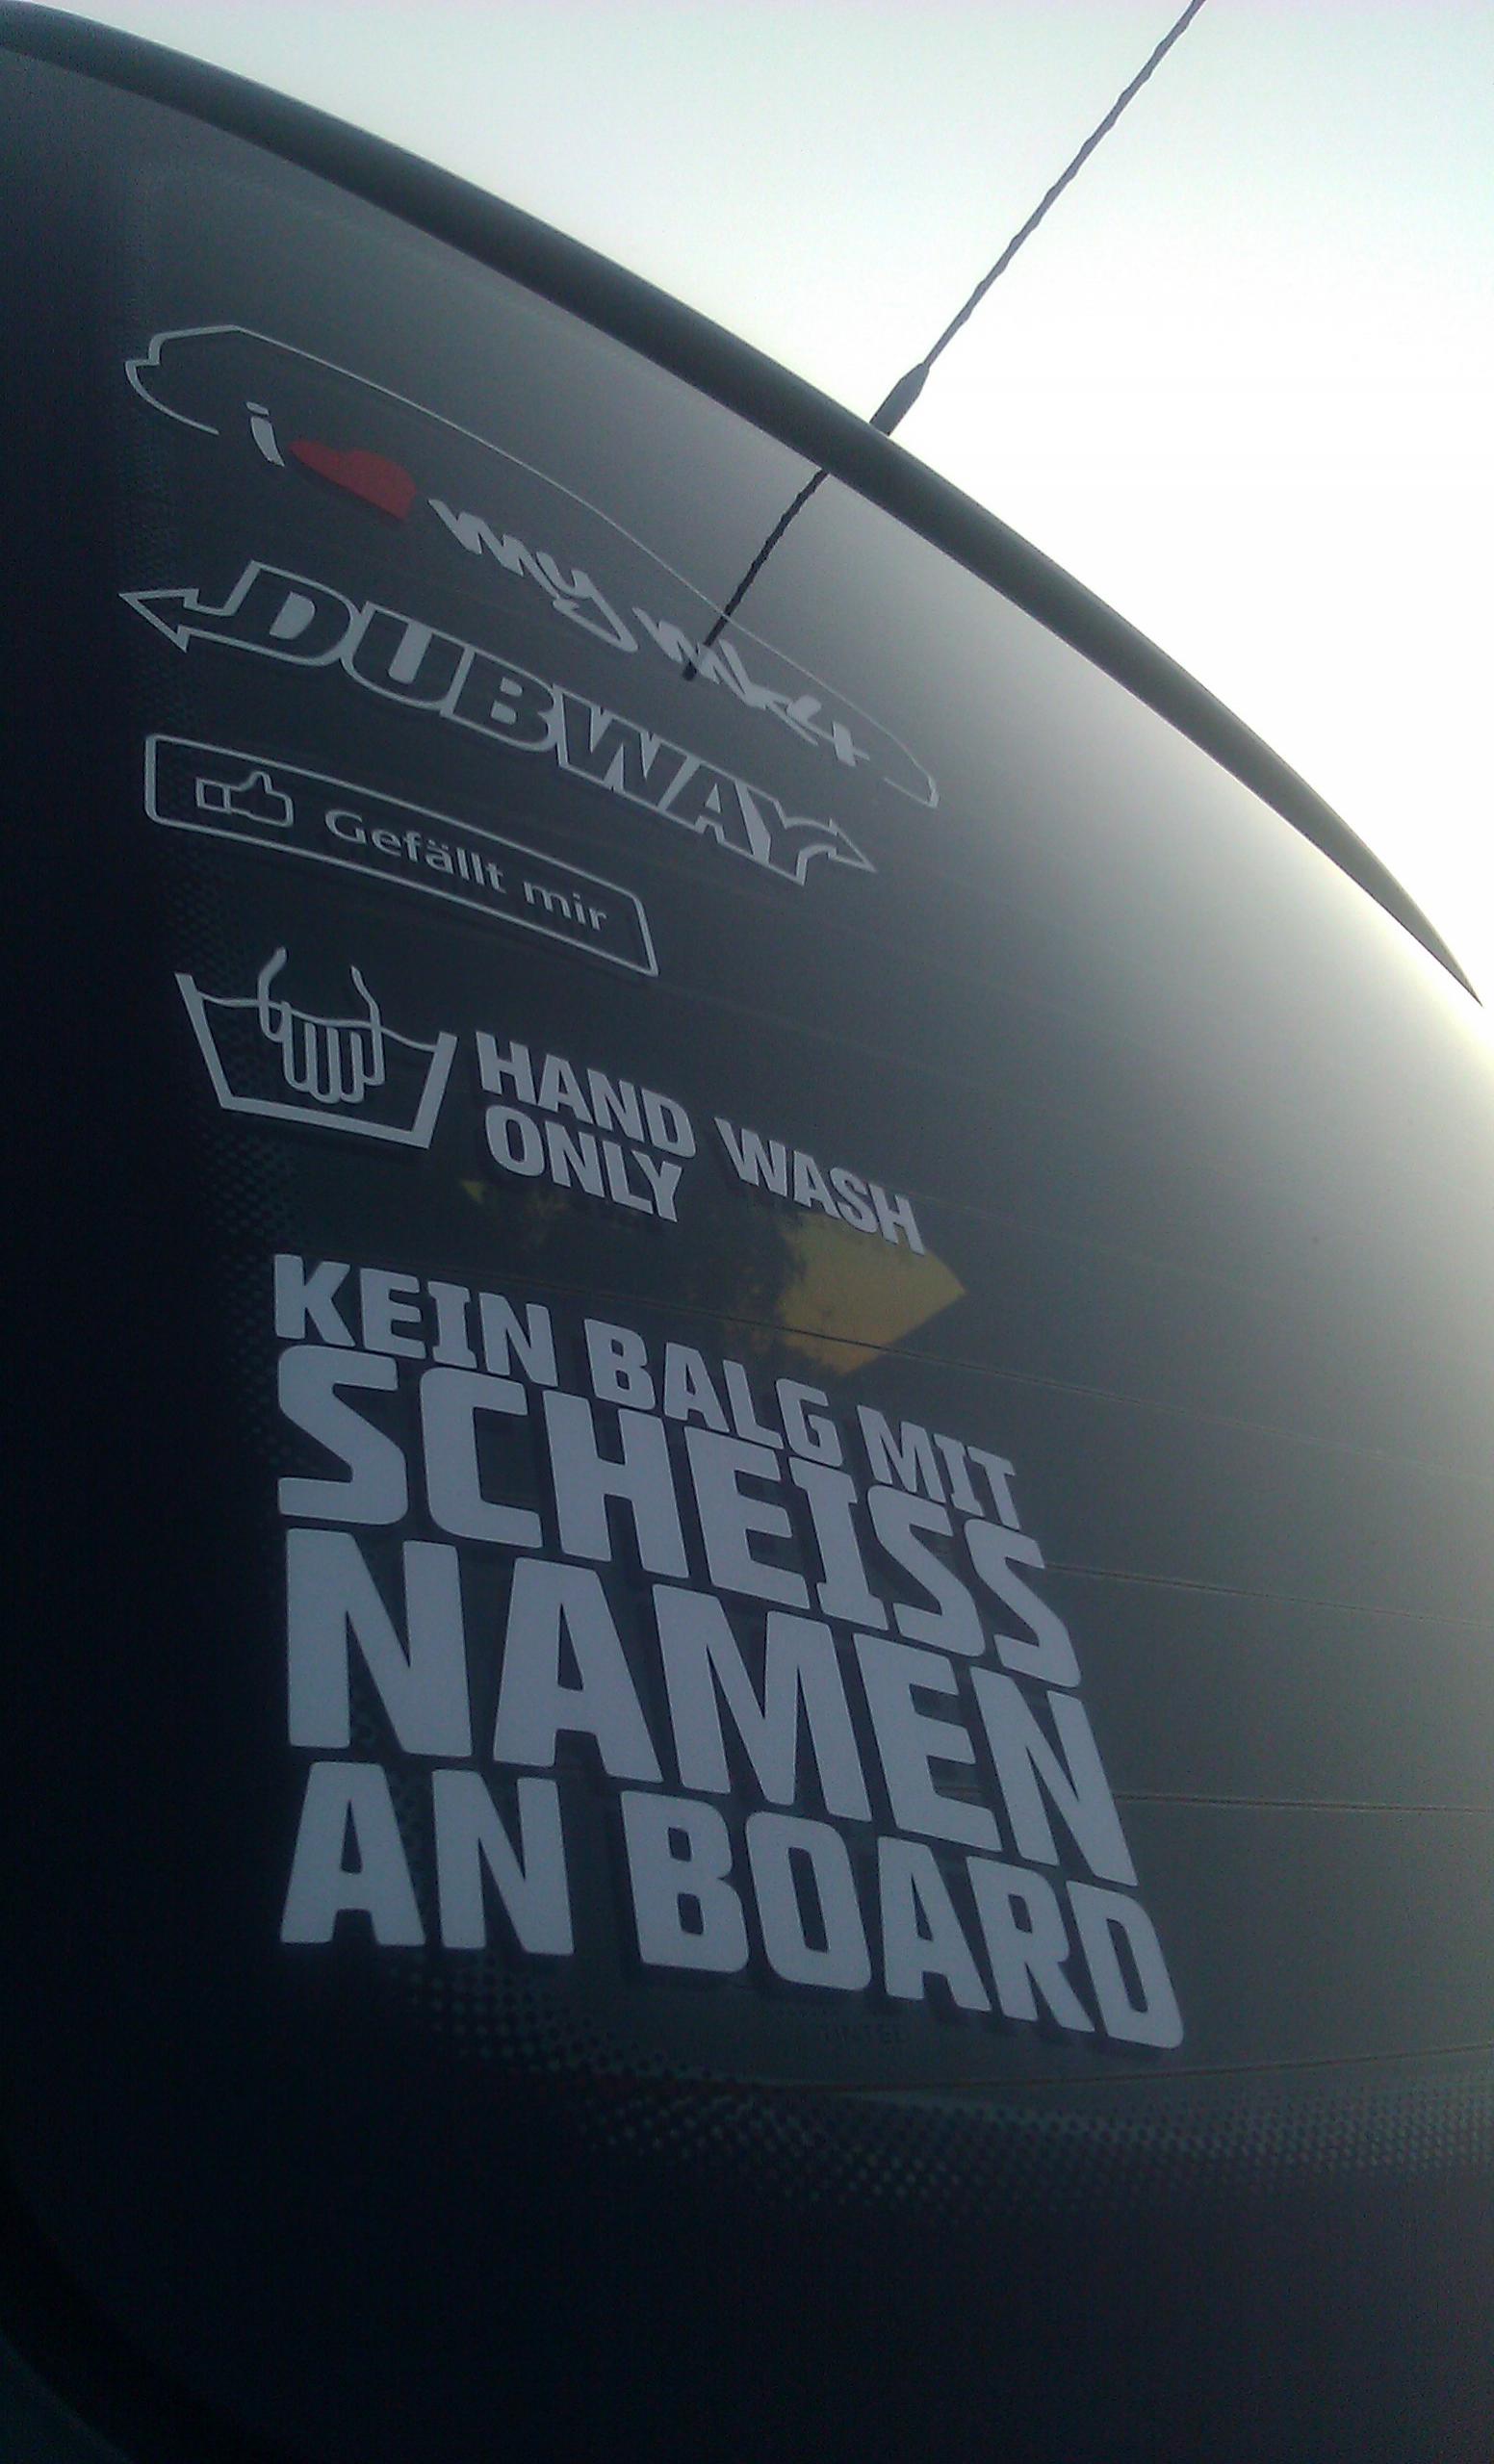 i ❤ my mk4
DUBWAY
Gefällt mir
HAND WASH
ONLY
KEIN BALG MIT
SCHEISS
NAMEN
AN BOARD